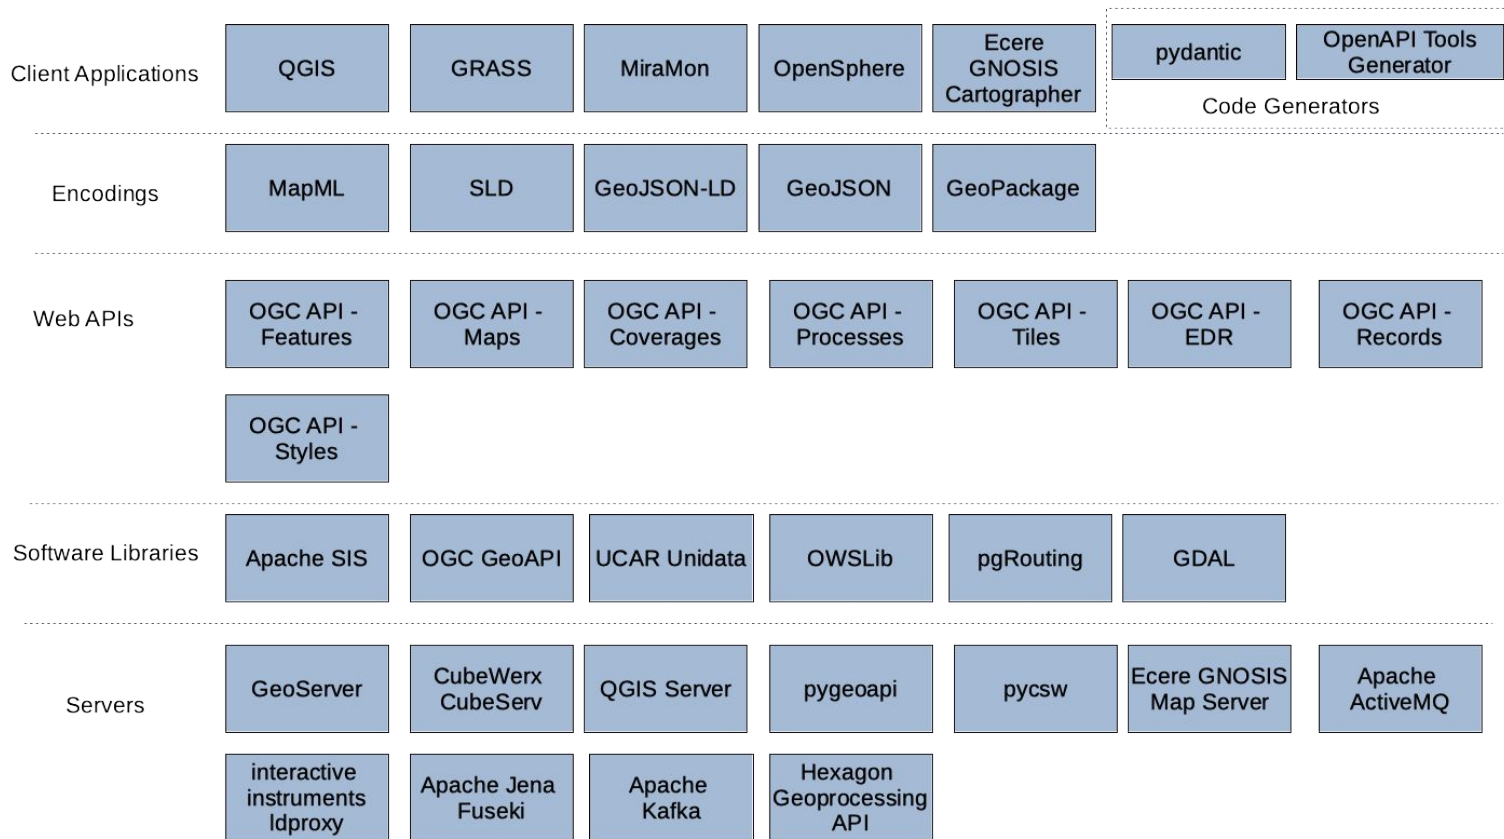 Client Applications
QGIS
GRASS
MiraMon
OpenSphere
Ecere
GNOSIS
Cartographer
pydantic
OpenAPI Tools
Generator
Code Generators
Encodings
MapML
SLD
GeoJSON-LD
GeoJSON
GeoPackage
Web APIs
OGC API -
Features
OGC API -
Maps
OGC API -
Coverages
OGC API -
Processes
OGC API -
Tiles
OGC API -
EDR
OGC API -
Records
OGC API -
Styles
Software Libraries
Apache SIS
OGC GeoAPI
UCAR Unidata
OWSLib
pgRouting
GDAL
Servers
GeoServer
CubeWerx
CubeServ
QGIS Server
pygeoapi
pycsw
Ecere GNOSIS
Map Server
Apache
ActiveMQ
interactive
instruments
ldproxy
Apache Jena
Fuseki
Apache
Kafka
Hexagon
Geoprocessing
API